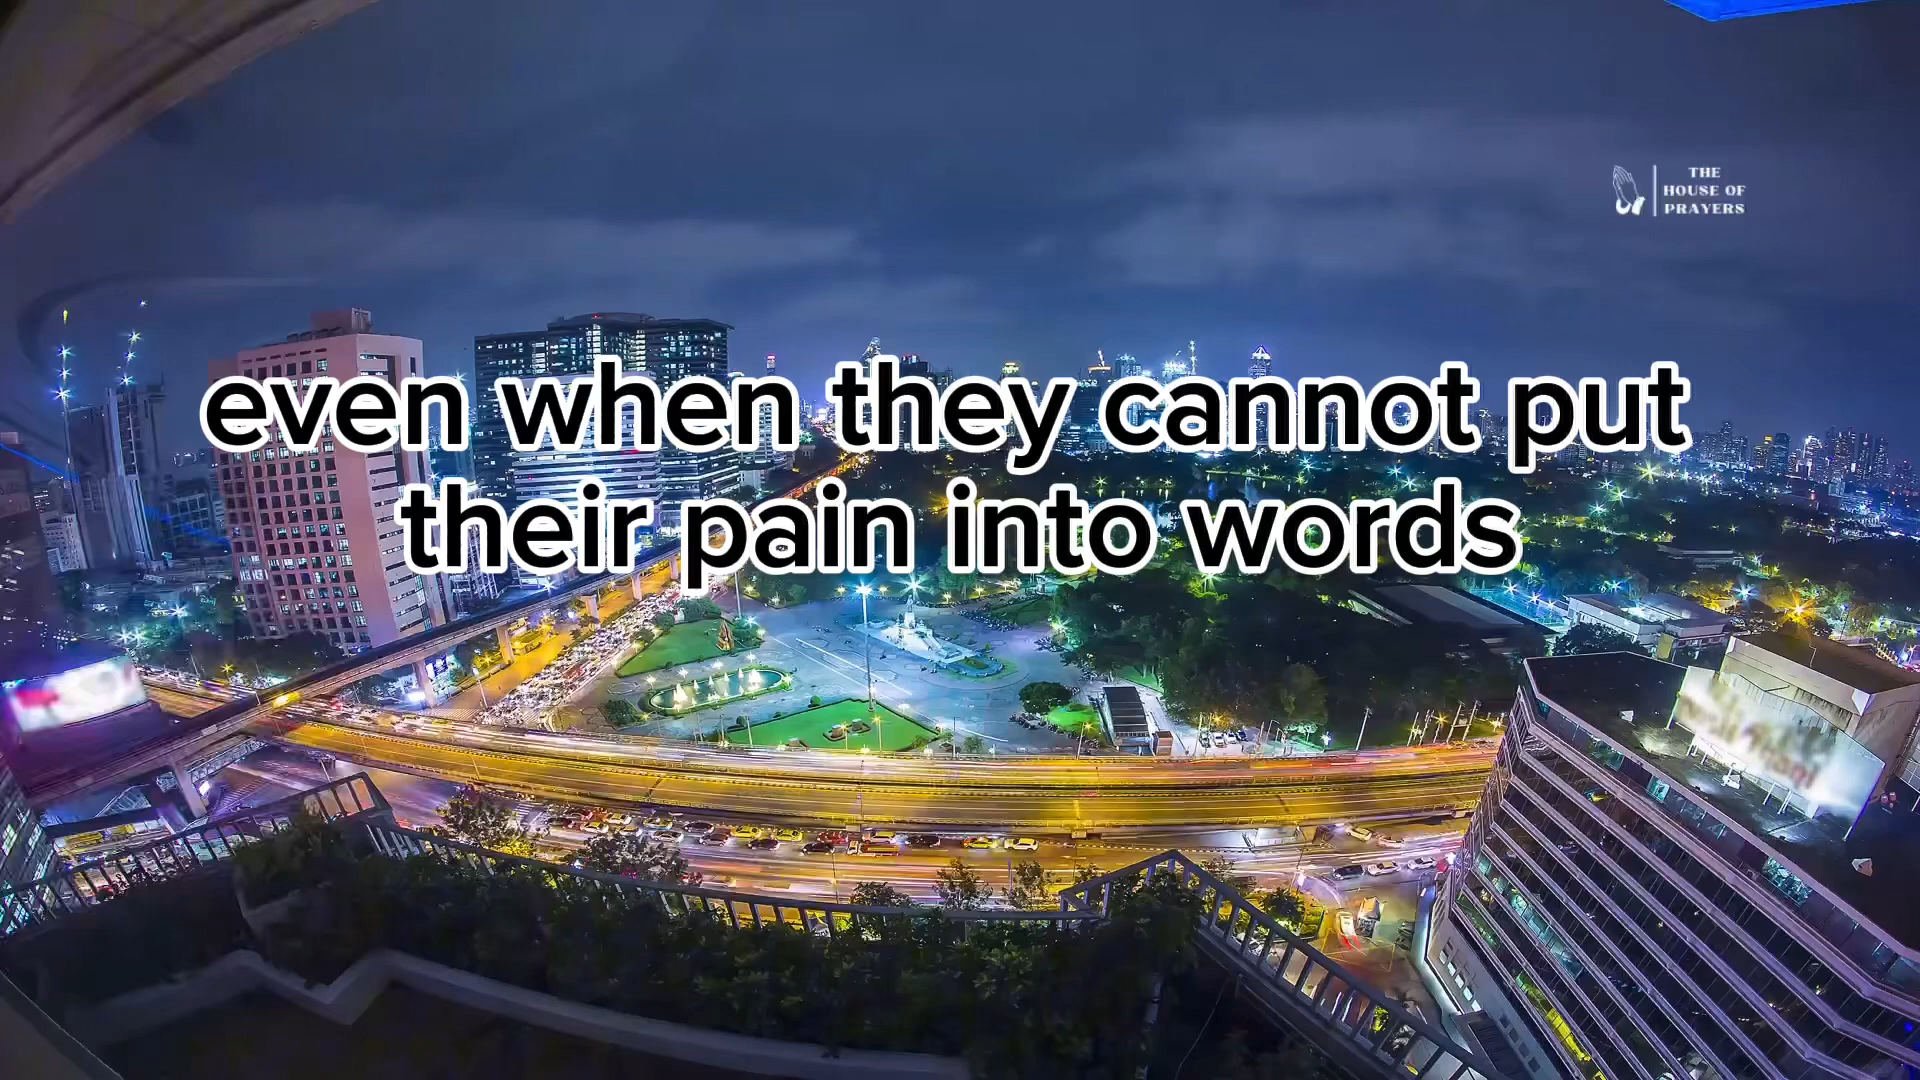 THE
HOUSE OF
PRAYERS
even when they cannot put
their pain into words